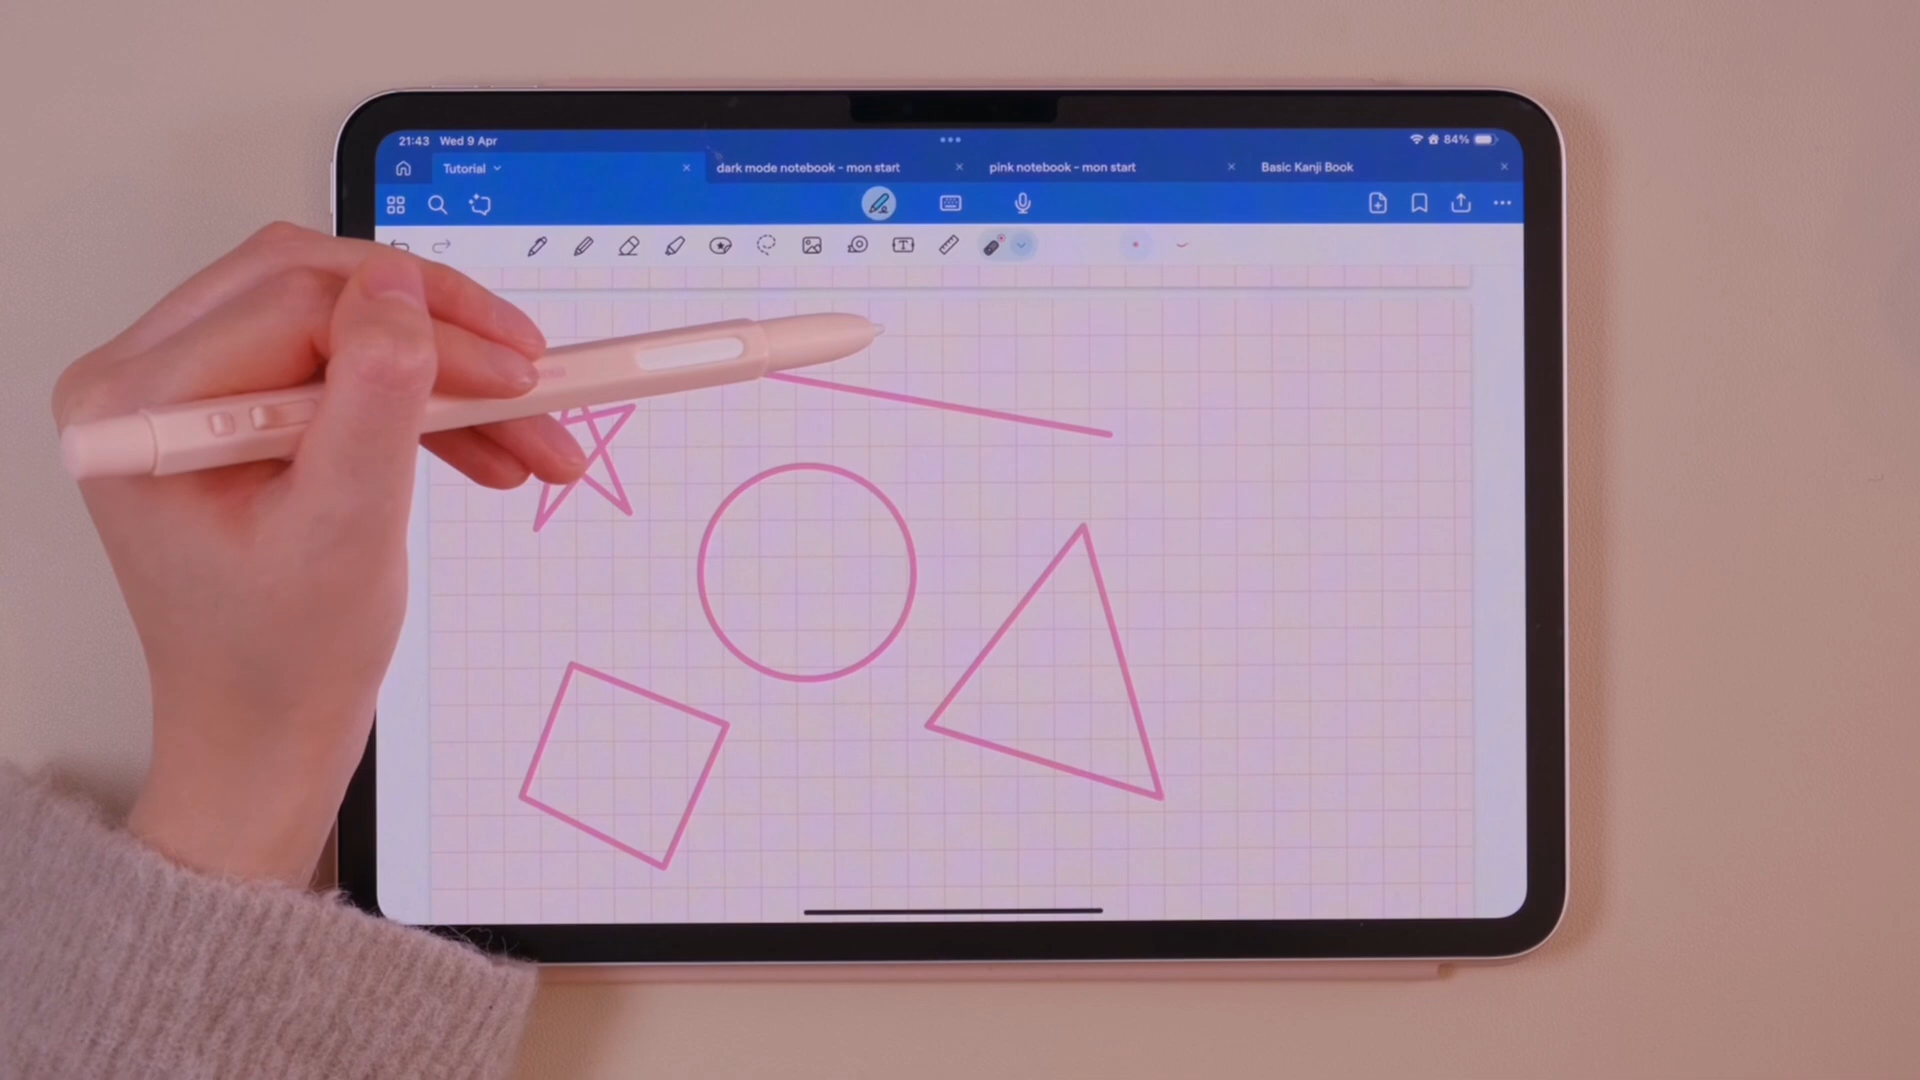 21:43 Wed 9 Apr
84%
Tutorial
dark mode notebook - mon start
pink notebook - mon start
Basic Kanji Book
T